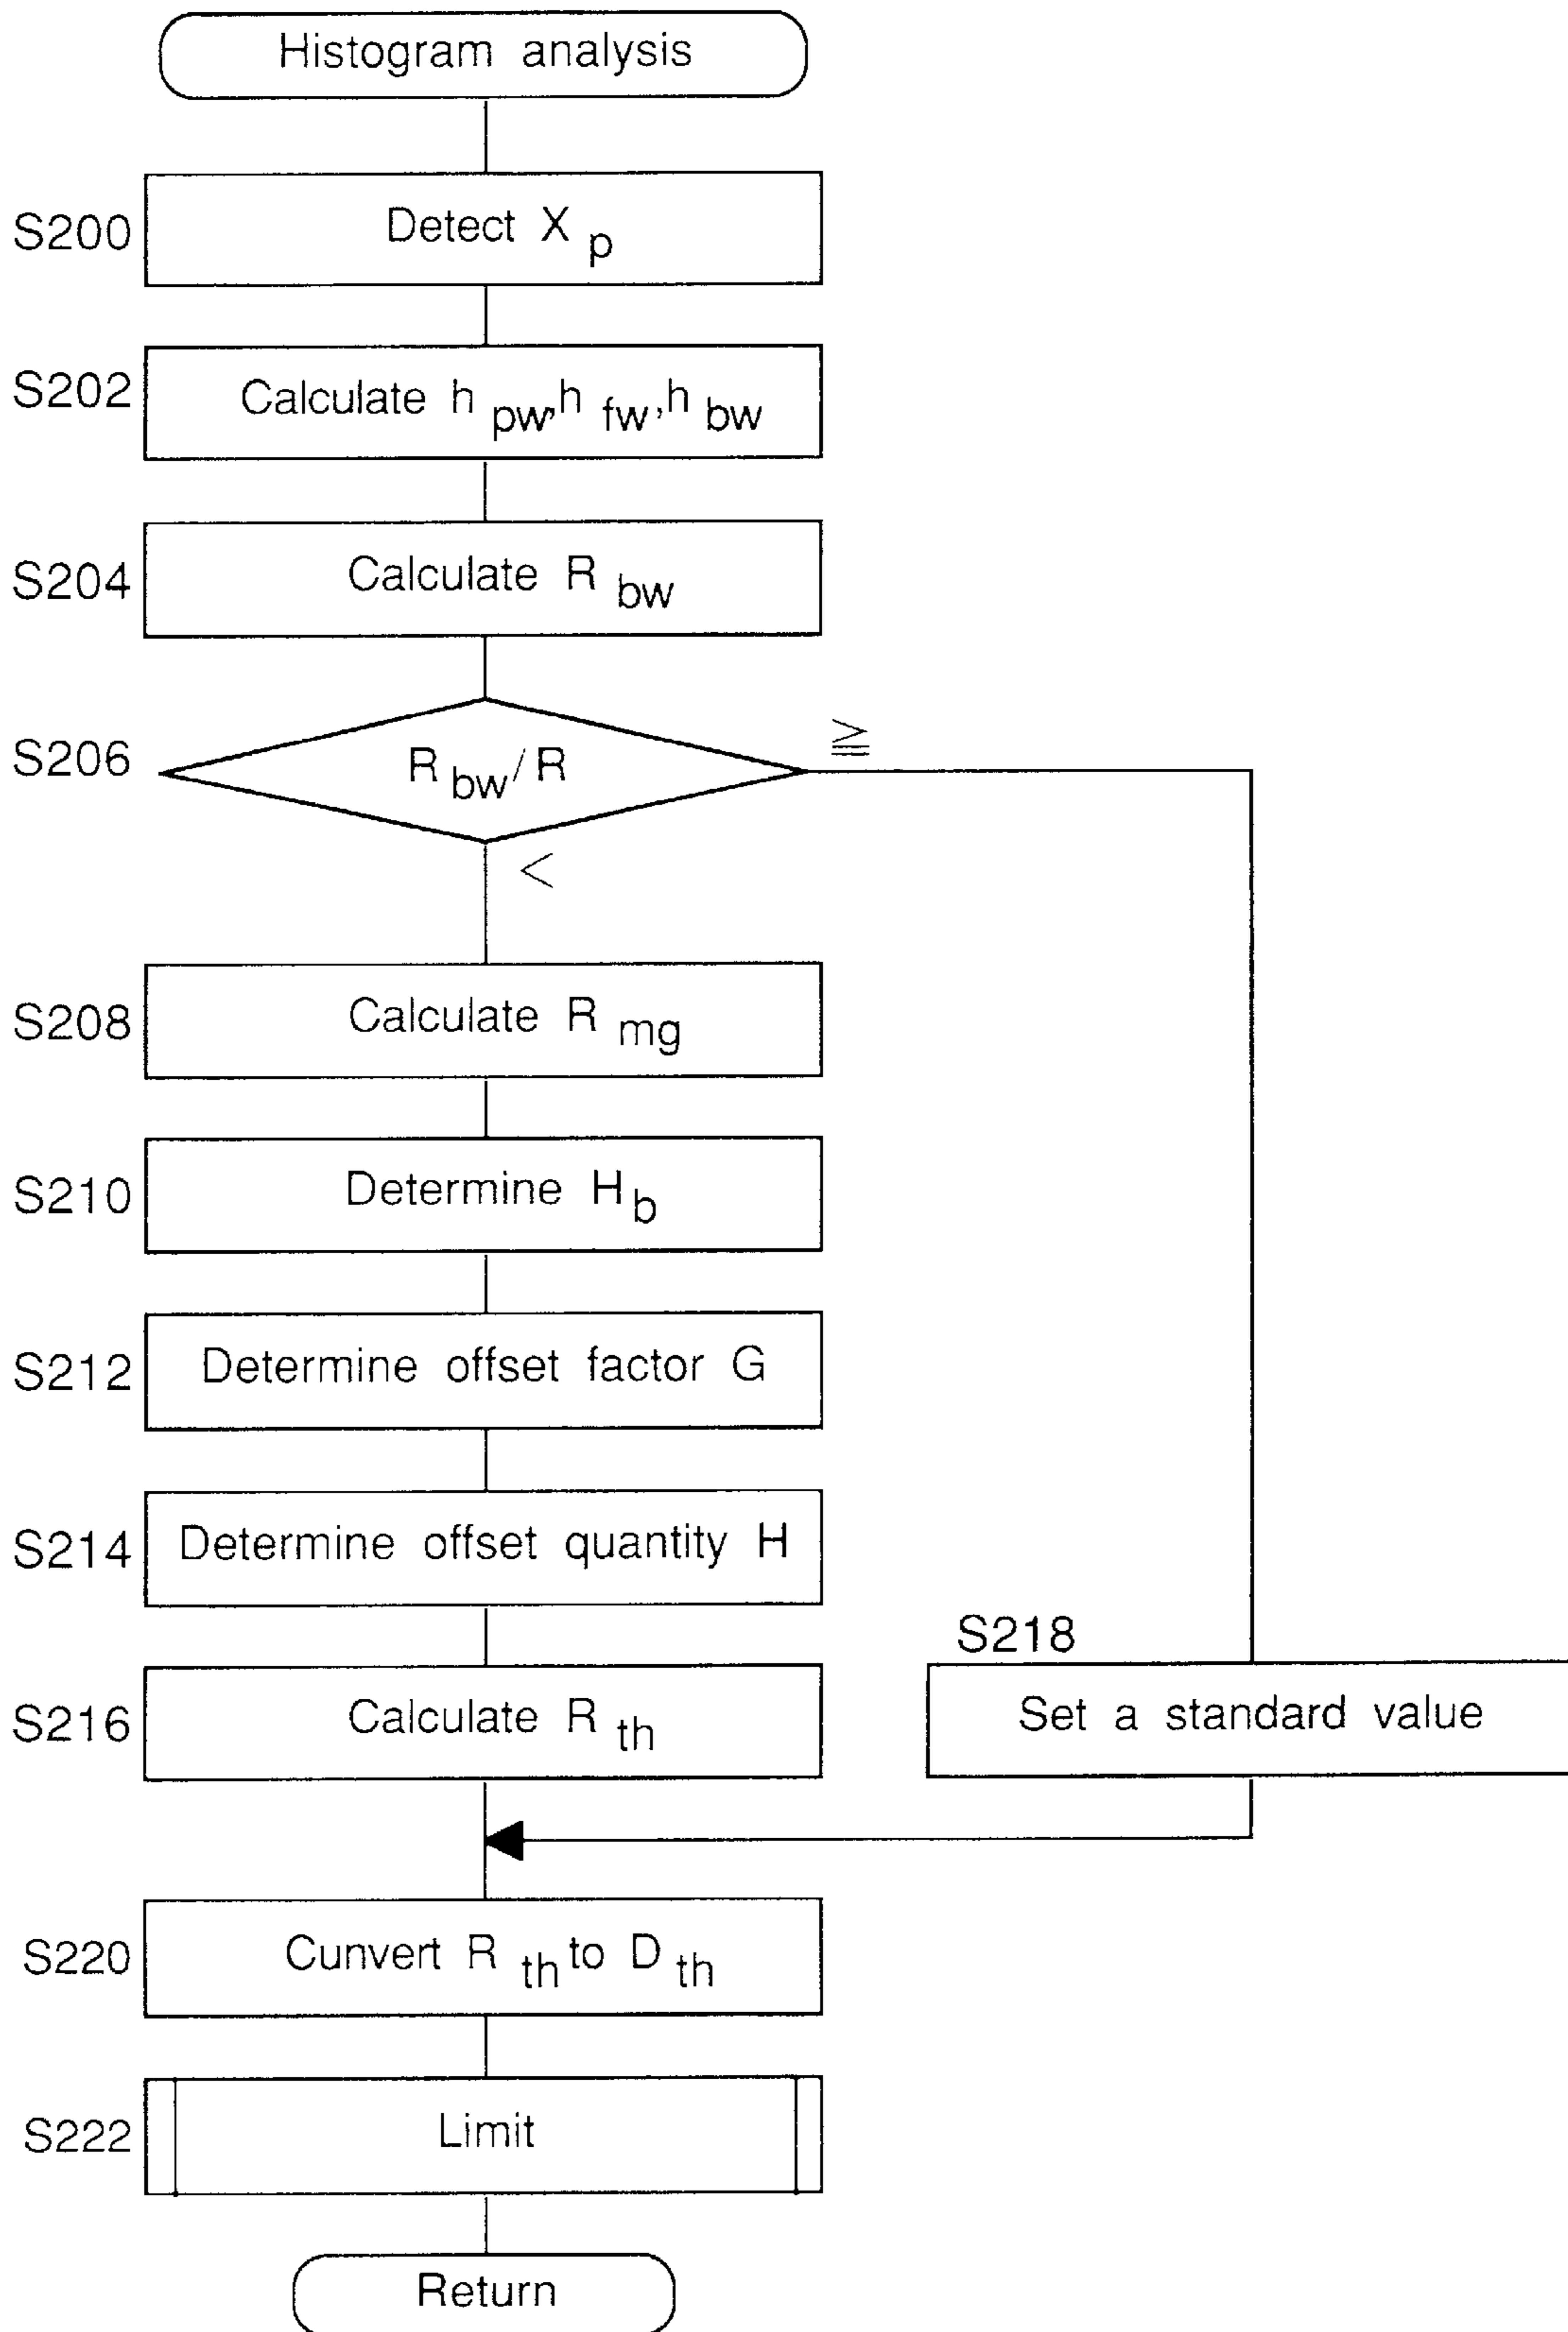 Histogram analysis
S200
Detect X p
S202
Calculate h pw,h fw,h bw
S204
Calculate R bw
S206
R bw/R
≧
<
S208
Calculate R mg
S210
Determine H b
S212
Determine offset factor G
S214
Determine offset quantity H
S216
Calculate R th
S218
Set a standard value
S220
Cunvert R th to D th
S222
Limit
Return